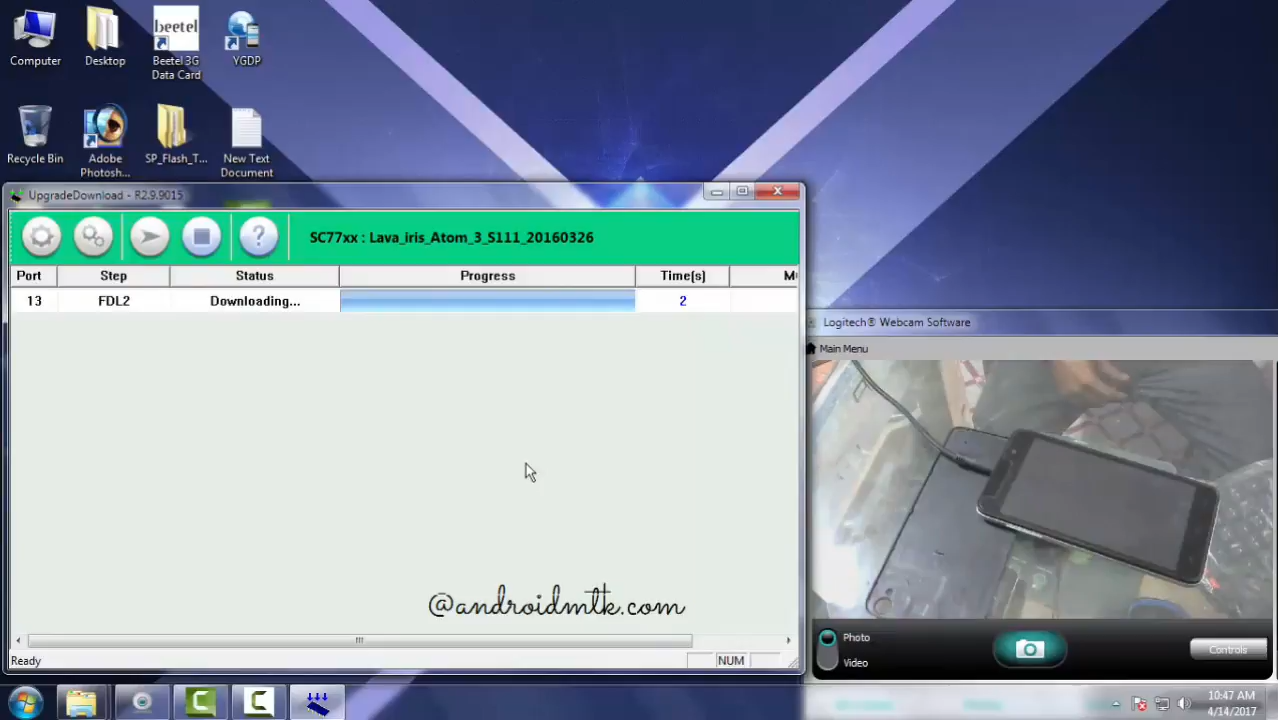 beetel
Computer
Desktop
Beetel 3G
Data Card
YGDP
Recycle Bin
Adobe
Photosh...
SP_Flash_T...
New Text
Document
UpgradeDownload - R2.9.9015
SC77xx : Lava_iris_Atom_3_S111_20160326
Port
Step
Status
Progress
Time(s)
13
FDL2
Downloading...
2
@androidmtk.com
Ready
NUM
Logitech® Webcam Software
Main Menu
Photo
Video
Controls
10:47 AM
4/14/2017